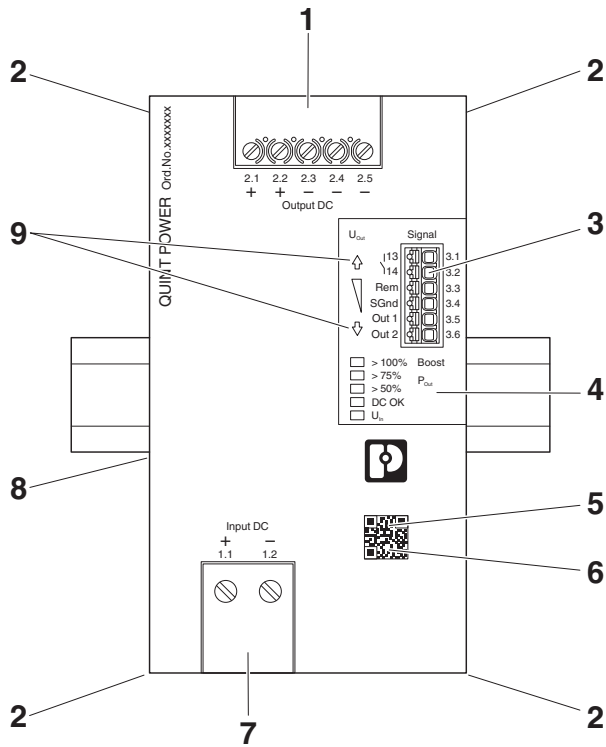 1
2
2
QUINT POWER Ord.No.xxxxxxx
2.1 2.2 2.3 2.4 2.5
+ + – – –
Output DC
9
U Out Signal
3
13 3.1
14 3.2
Rem 3.3
SGnd 3.4
Out 1 3.5
Out 2 3.6
> 100% Boost
> 75% P Out
> 50%
DC OK
U In
4
8
5
6
Input DC
+ –
1.1 1.2
2
7
2